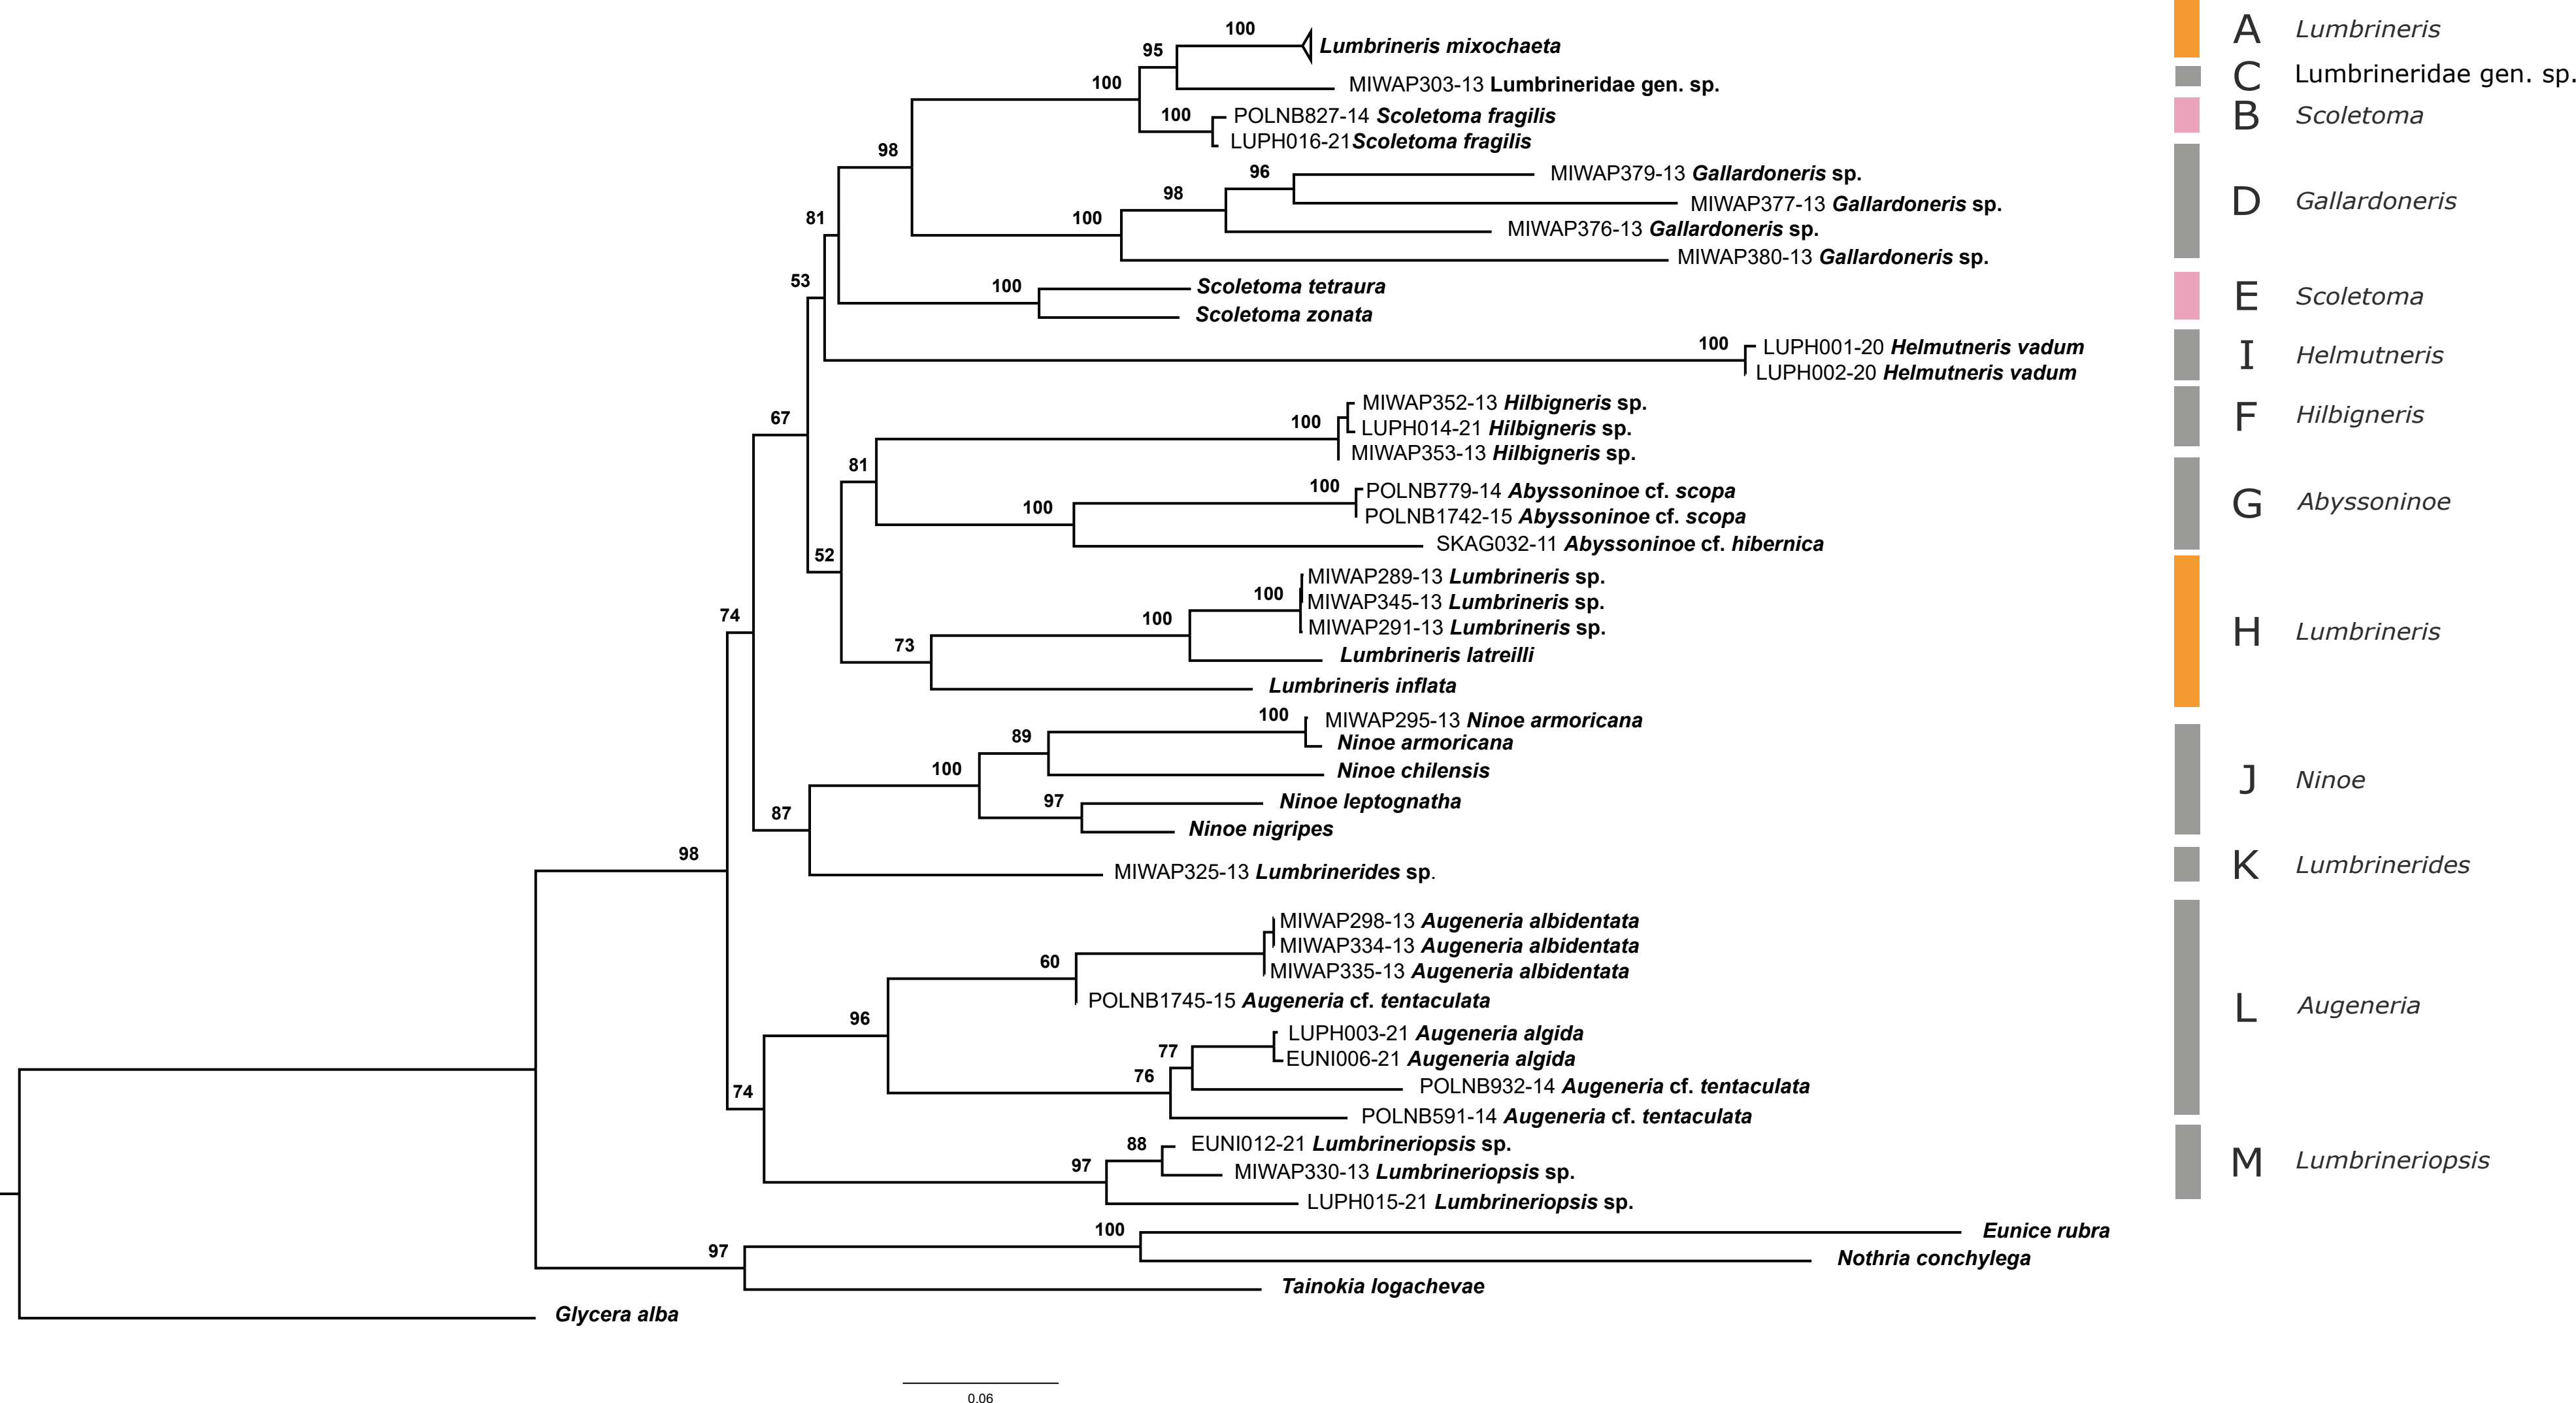 100
Lumbrineris mixochaeta
A Lumbrineris
95
MIWAP303-13 Lumbrineridae gen. sp.
C Lumbrineridae gen. sp.
100
100
POLNB827-14 Scoletoma fragilis
B Scoletoma
LUPH016-21Scoletoma fragilis
98
96
MIWAP379-13 Gallardoneris sp.
98
MIWAP377-13 Gallardoneris sp.
D Gallardoneris
100
MIWAP376-13 Gallardoneris sp.
81
MIWAP380-13 Gallardoneris sp.
53
100
Scoletoma tetraura
E Scoletoma
Scoletoma zonata
100
LUPH001-20 Helmutneris vadum
I Helmutneris
LUPH002-20 Helmutneris vadum
67
MIWAP352-13 Hilbigneris sp.
100
LUPH014-21 Hilbigneris sp.
F Hilbigneris
MIWAP353-13 Hilbigneris sp.
81
100
POLNB779-14 Abyssoninoe cf. scopa
100
POLNB1742-15 Abyssoninoe cf. scopa
G Abyssoninoe
SKAG032-11 Abyssoninoe cf. hibernica
52
MIWAP289-13 Lumbrineris sp.
100
MIWAP345-13 Lumbrineris sp.
100
MIWAP291-13 Lumbrineris sp.
H Lumbrineris
74
73
Lumbrineris latreilli
Lumbrineris inflata
100
MIWAP295-13 Ninoe armoricana
89
Ninoe armoricana
100
Ninoe chilensis
J Ninoe
97
Ninoe leptognatha
87
Ninoe nigripes
98
MIWAP325-13 Lumbrinerides sp.
K Lumbrinerides
MIWAP298-13 Augeneria albidentata
MIWAP334-13 Augeneria albidentata
60
MIWAP335-13 Augeneria albidentata
POLNB1745-15 Augeneria cf. tentaculata
L Augeneria
96
LUPH003-21 Augeneria algida
77
EUNI006-21 Augeneria algida
76
POLNB932-14 Augeneria cf. tentaculata
74
POLNB591-14 Augeneria cf. tentaculata
88
EUNI012-21 Lumbrineriopsis sp.
97
MIWAP330-13 Lumbrineriopsis sp.
M Lumbrineriopsis
LUPH015-21 Lumbrineriopsis sp.
100
Eunice rubra
97
Nothria conchylega
Tainokia logachevae
Glycera alba
0.06